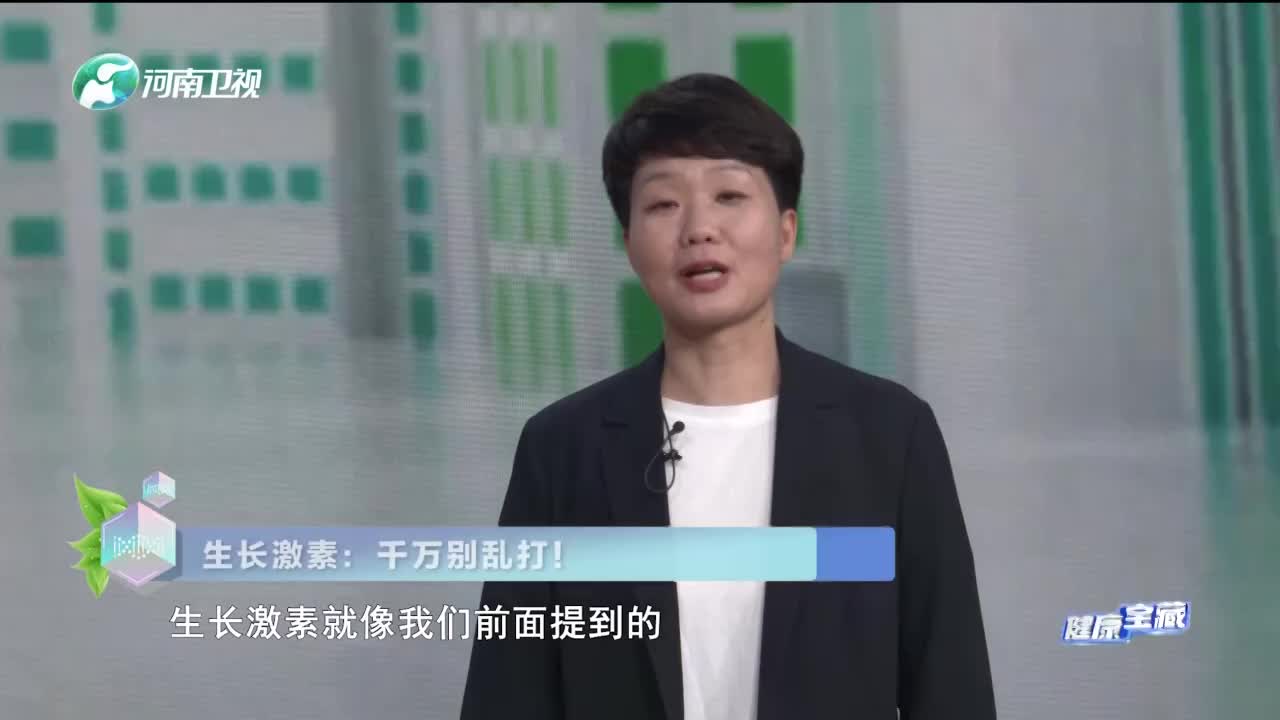 河南卫视
生长激素：千万别乱打！
生长激素就像我们前面提到的
健康宝藏